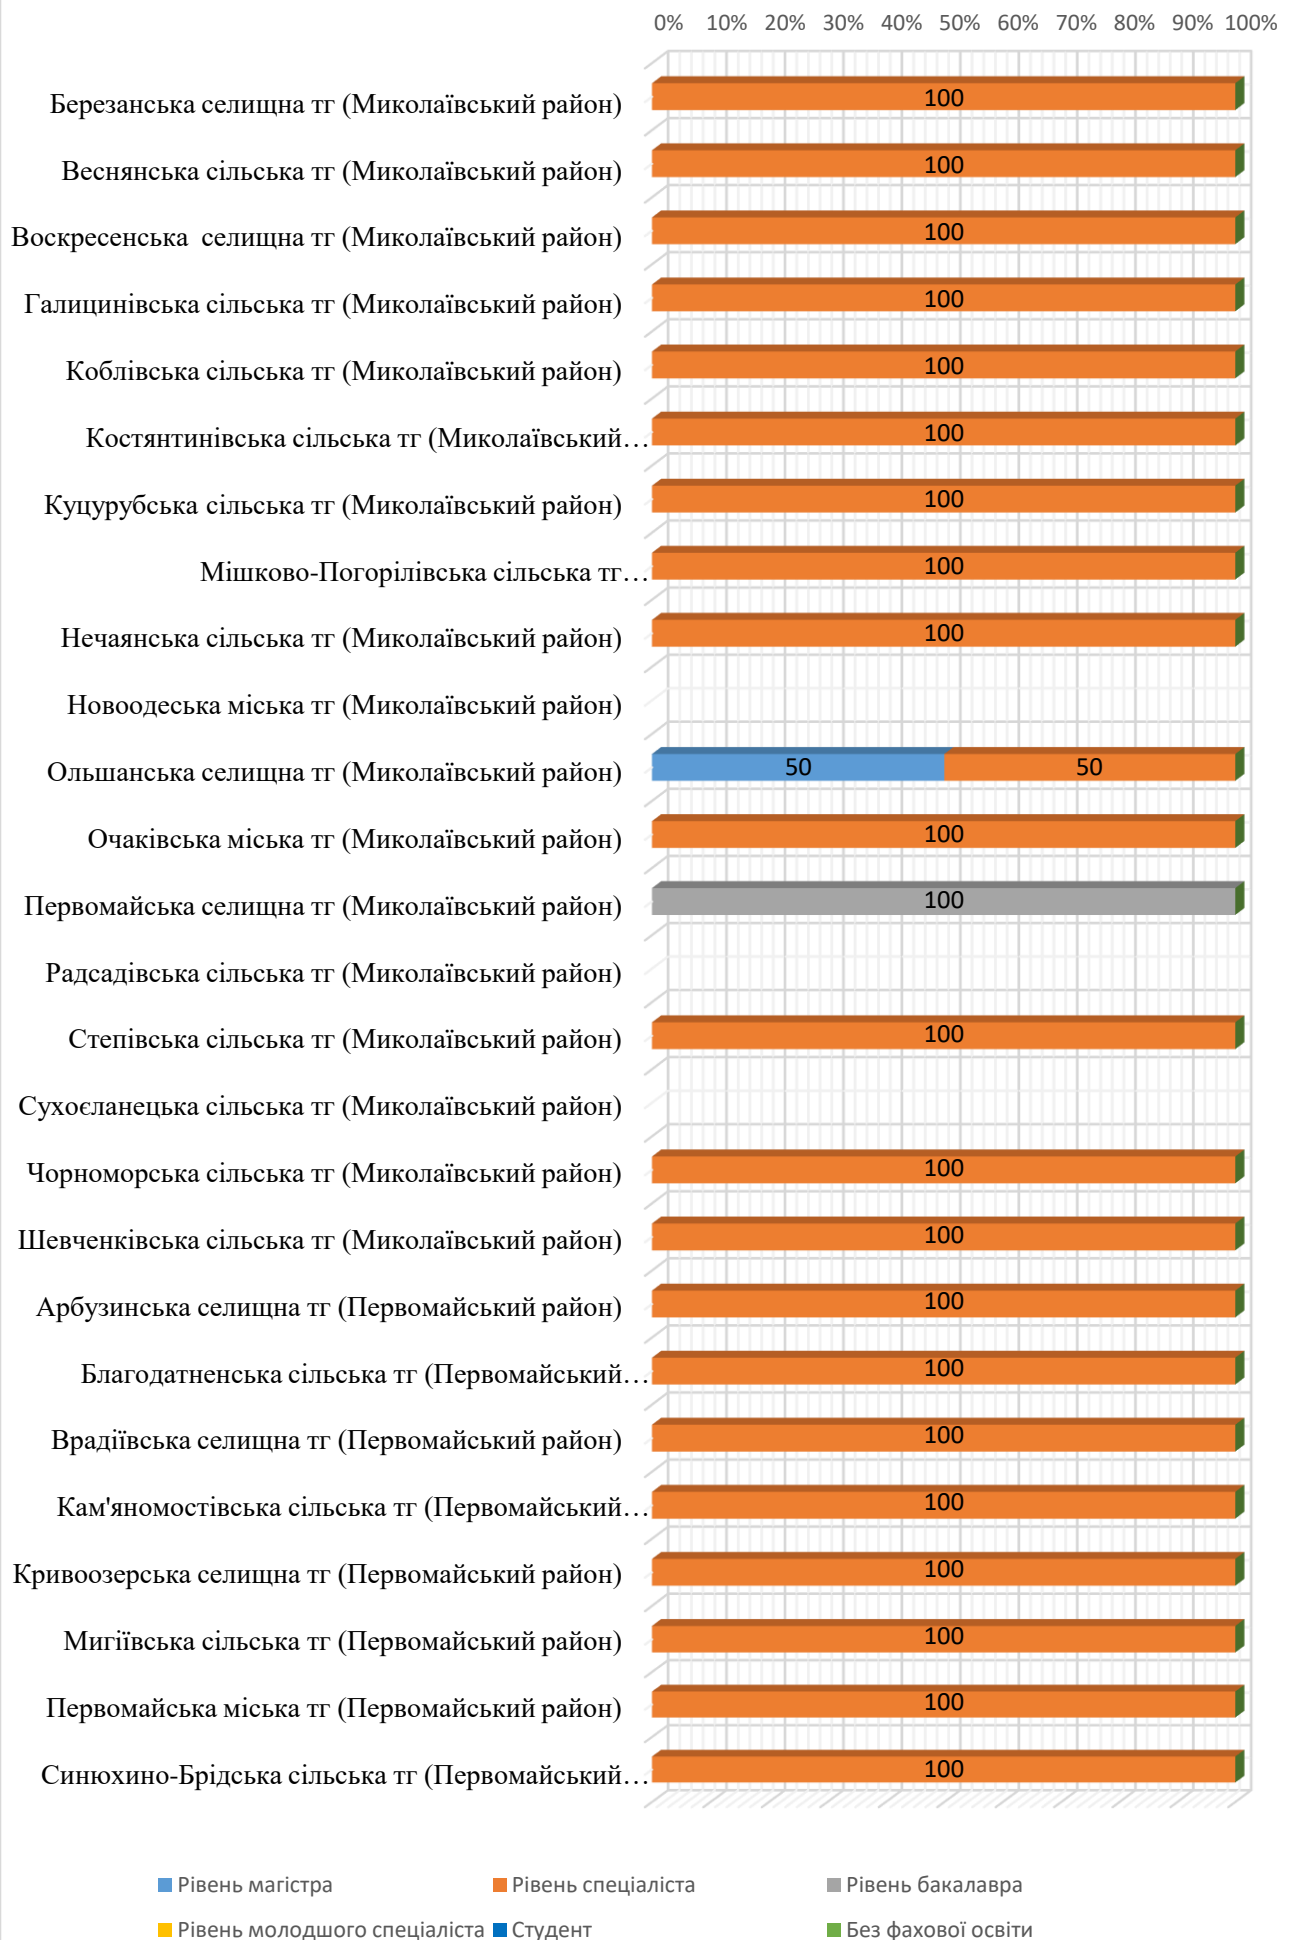 0% 10% 20% 30% 40% 50% 60% 70% 80% 90% 100%
Березанська селищна тг (Миколаївський район) 100
Веснянська сільська тг (Миколаївський район) 100
Воскресенська селищна тг (Миколаївський район) 100
Галицинівська сільська тг (Миколаївський район) 100
Коблівська сільська тг (Миколаївський район) 100
Костянтинівська сільська тг (Миколаївський… 100
Куцурубська сільська тг (Миколаївський район) 100
Мішково-Погорілівська сільська тг… 100
Нечаянська сільська тг (Миколаївський район) 100
Новоодеська міська тг (Миколаївський район)
Ольшанська селищна тг (Миколаївський район) 50 50
Очаківська міська тг (Миколаївський район) 100
Первомайська селищна тг (Миколаївський район) 100
Радсадівська сільська тг (Миколаївський район)
Степівська сільська тг (Миколаївський район) 100
Сухоєланецька сільська тг (Миколаївський район)
Чорноморська сільська тг (Миколаївський район) 100
Шевченківська сільська тг (Миколаївський район) 100
Арбузинська селищна тг (Первомайський район) 100
Благодатненська сільська тг (Первомайський… 100
Врадіївська селищна тг (Первомайський район) 100
Кам'яномостівська сільська тг (Первомайський… 100
Кривоозерська селищна тг (Первомайський район) 100
Мигіївська сільська тг (Первомайський район) 100
Первомайська міська тг (Первомайський район) 100
Синюхино-Брідська сільська тг (Первомайський… 100
Рівень магістра Рівень спеціаліста Рівень бакалавра
Рівень молодшого спеціаліста Студент Без фахової освіти